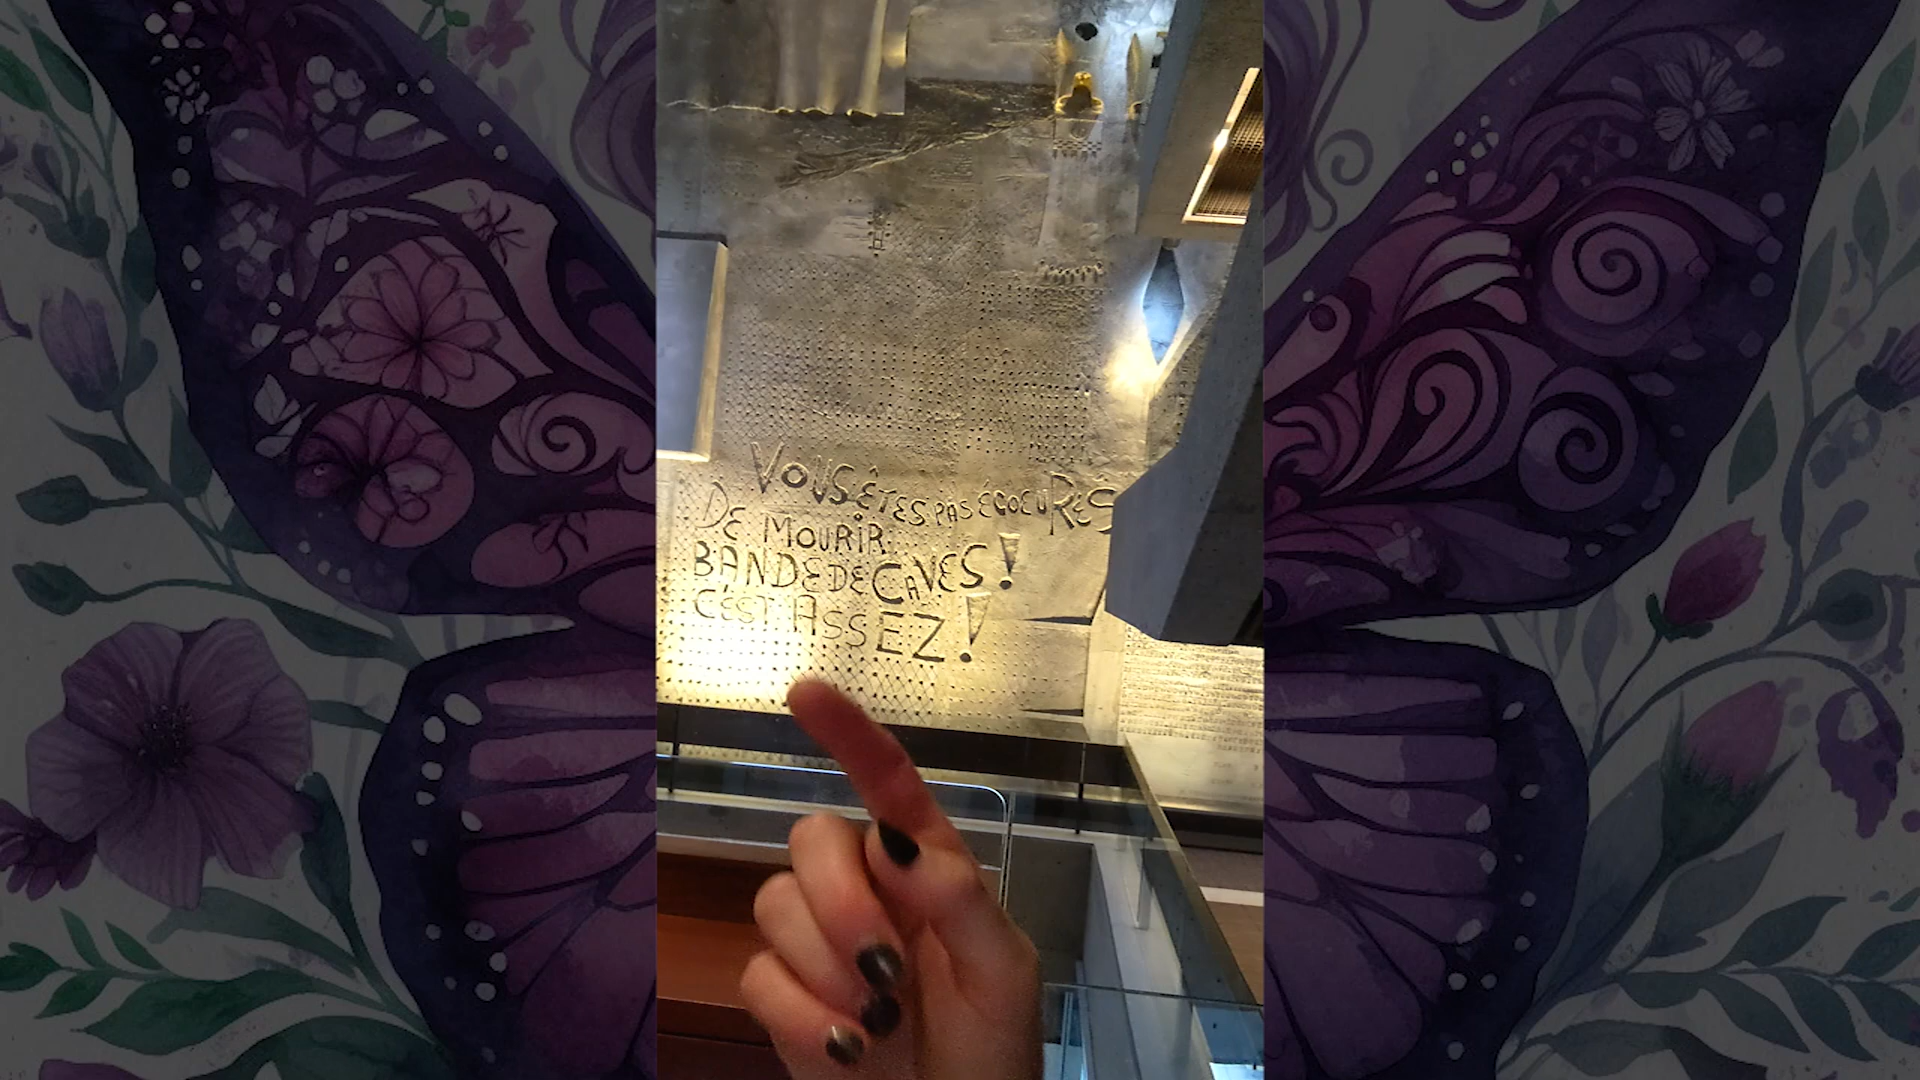 VOUS ÊTES PAS ÉCOEURÉS
DE MOURIR
BANDE DE CAVES!
C'EST ASSEZ!